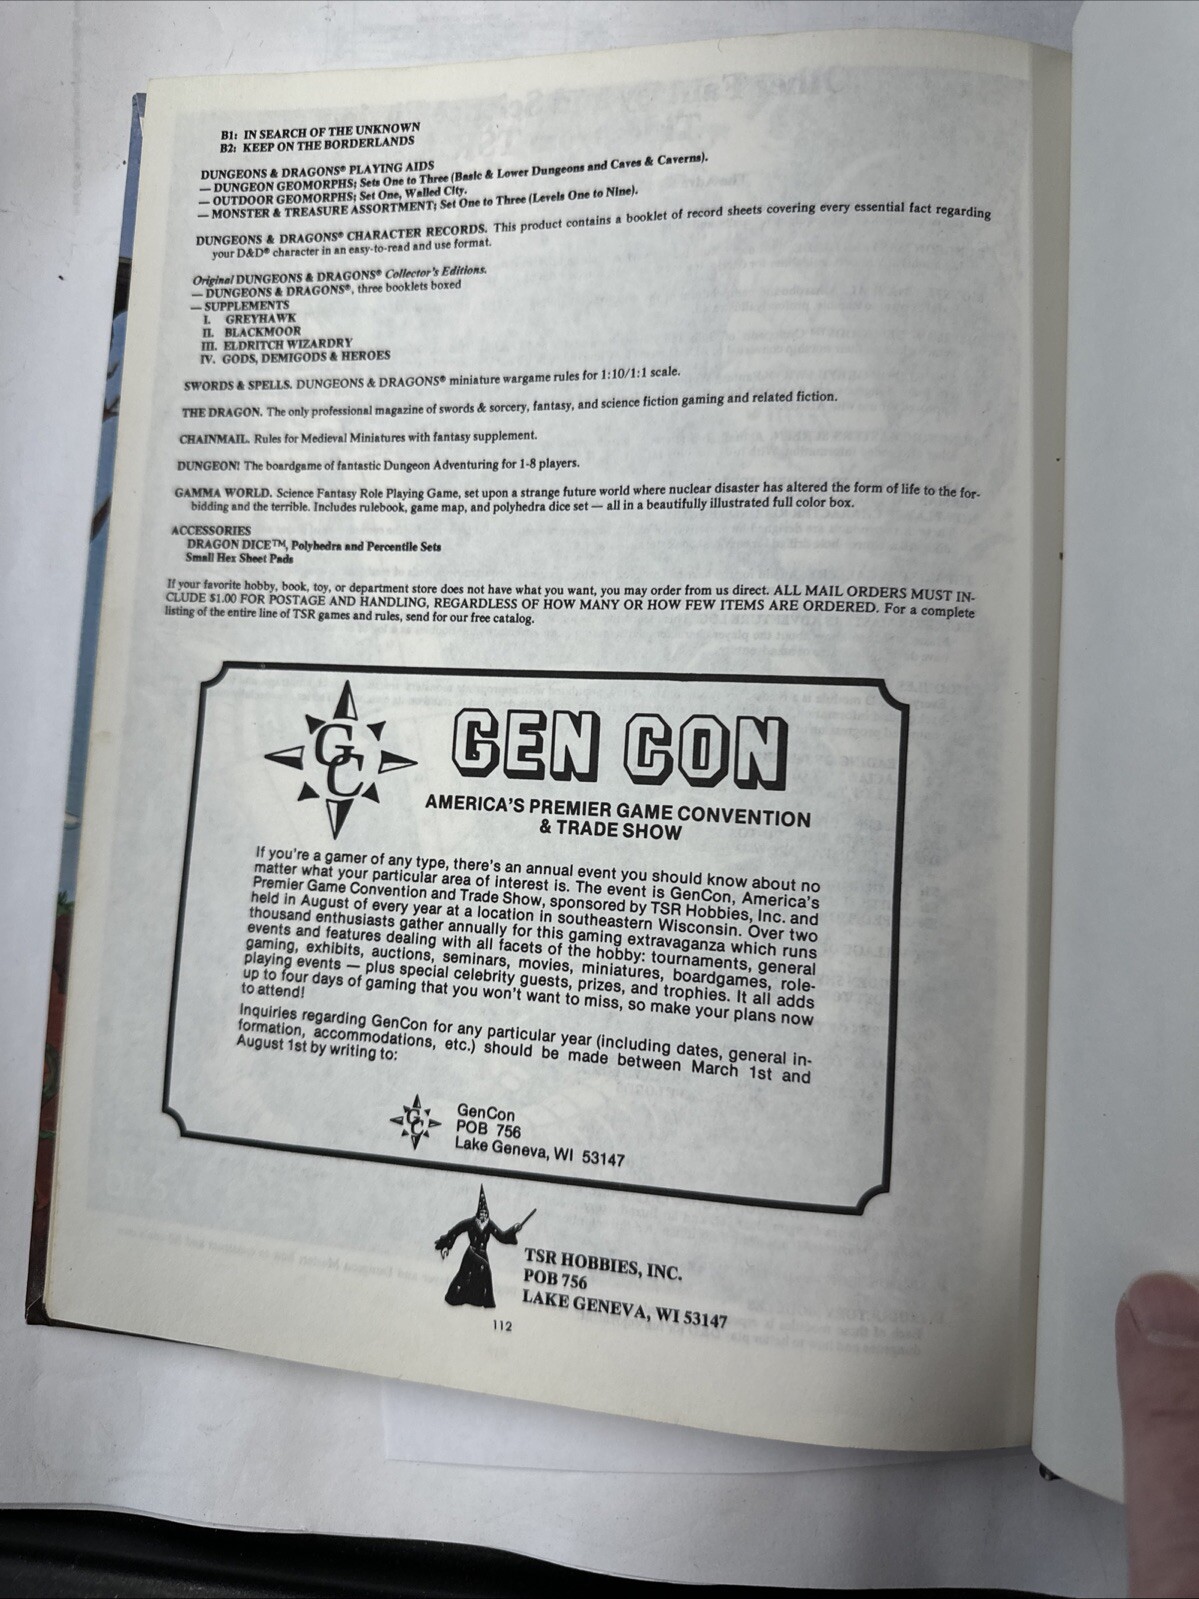 B1: IN SEARCH OF THE UNKNOWN
B2: KEEP ON THE BORDERLANDS
DUNGEONS & DRAGONS® PLAYING AIDS
— DUNGEON GEOMORPHS; Sets One to Three (Basic & Lower Dungeons and Caves & Caverns).
— OUTDOOR GEOMORPHS; Set One, Walled City.
— MONSTER & TREASURE ASSORTMENT; Set One to Three (Levels One to Nine).
DUNGEONS & DRAGONS® CHARACTER RECORDS. This product contains a booklet of record sheets covering every essential fact regarding
your D&D® character in an easy-to-read and use format.
Original DUNGEONS & DRAGONS® Collector's Editions.
— DUNGEONS & DRAGONS®, three booklets boxed
— SUPPLEMENTS
I. GREYHAWK
II. BLACKMOOR
III. ELDRITCH WIZARDRY
IV. GODS, DEMIGODS & HEROES
SWORDS & SPELLS. DUNGEONS & DRAGONS® miniature wargame rules for 1:10/1:1 scale.
THE DRAGON. The only professional magazine of swords & sorcery, fantasy, and science fiction gaming and related fiction.
CHAINMAIL. Rules for Medieval Miniatures with fantasy supplement.
DUNGEON! The boardgame of fantastic Dungeon Adventuring for 1-8 players.
GAMMA WORLD. Science Fantasy Role Playing Game, set upon a strange future world where nuclear disaster has altered the form of life to the for-
bidding and the terrible. Includes rulebook, game map, and polyhedra dice set — all in a beautifully illustrated full color box.
ACCESSORIES
DRAGON DICE™, Polyhedra and Percentile Sets
Small Hex Sheet Pads
If your favorite hobby, book, toy, or department store does not have what you want, you may order from us direct. ALL MAIL ORDERS MUST IN-
CLUDE $1.00 FOR POSTAGE AND HANDLING, REGARDLESS OF HOW MANY OR HOW FEW ITEMS ARE ORDERED. For a complete
listing of the entire line of TSR games and rules, send for our free catalog.
GC
GEN CON
AMERICA'S PREMIER GAME CONVENTION
& TRADE SHOW
If you're a gamer of any type, there's an annual event you should know about no
matter what your particular area of interest is. The event is GenCon, America's
Premier Game Convention and Trade Show, sponsored by TSR Hobbies, Inc. and
held in August of every year at a location in southeastern Wisconsin. Over two
thousand enthusiasts gather annually for this gaming extravaganza which runs
events and features dealing with all facets of the hobby: tournaments, general
gaming, exhibits, auctions, seminars, movies, miniatures, boardgames, role-
playing events — plus special celebrity guests, prizes, and trophies. It all adds
up to four days of gaming that you won't want to miss, so make your plans now
to attend!
Inquiries regarding GenCon for any particular year (including dates, general in-
formation, accommodations, etc.) should be made between March 1st and
August 1st by writing to:
GC
GenCon
POB 756
Lake Geneva, WI 53147
TSR HOBBIES, INC.
POB 756
LAKE GENEVA, WI 53147
112